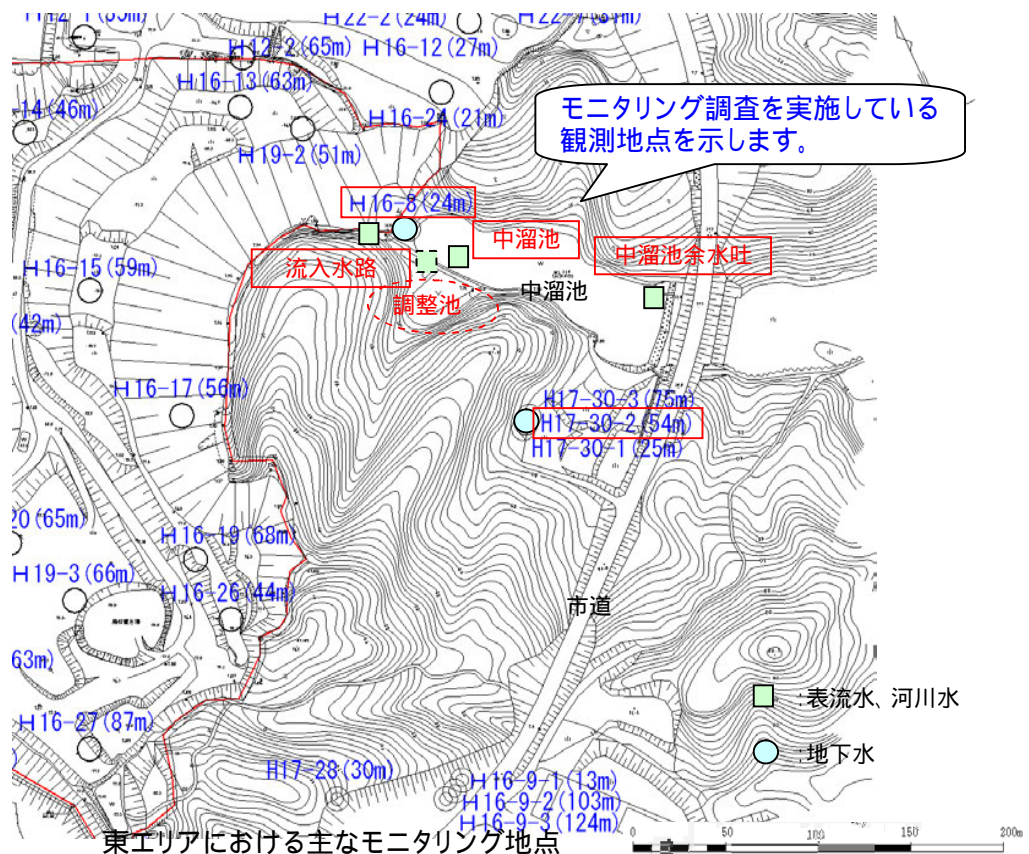 H22-2(24m)
H12-2(65m)
H16-12(27m)
H16-13(63m)
-14(46m)
H16-24(21m)
H19-2(51m)
モニタリング調査を実施している
観測地点を示します。
H16-8(24m)
中溜池
中溜池余水吐
流入水路
H16-15(59m)
中溜池
調整池
(42m)
H16-17(56m)
H17-30-3(75m)
H17-30-2(54m)
H17-30-1(25m)
20(65m)
H16-19(68m)
H19-3(66m)
H16-26(44m)
市道
63m)
:表流水、河川水
H16-27(87m)
:地下水
H17-28(30m)
H16-9-1(13m)
H16-9-2(103m)
H16-9-3(124m)
東エリアにおける主なモニタリング地点
0 50 100 150 200m